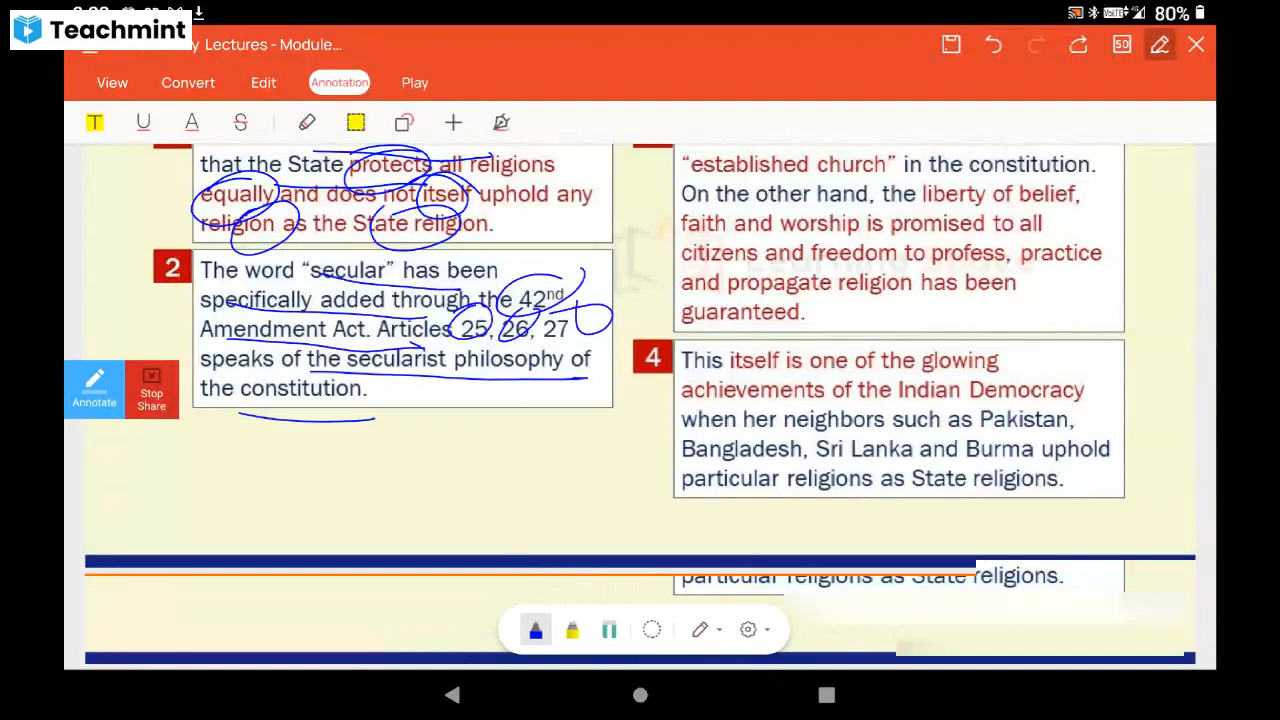 80%
Teachmint
Lectures - Module...
View Convert Edit Annotation Play
that the State protects all religions
equally and does not itself uphold any
religion as the State religion.
2
The word “secular” has been
specifically added through the 42nd
Amendment Act. Articles 25, 26, 27
speaks of the secularist philosophy of
the constitution.
“established church” in the constitution.
On the other hand, the liberty of belief,
faith and worship is promised to all
citizens and freedom to profess, practice
and propagate religion has been
guaranteed.
4
This itself is one of the glowing
achievements of the Indian Democracy
when her neighbors such as Pakistan,
Bangladesh, Sri Lanka and Burma uphold
particular religions as State religions.
particular religions as State religions.
Annotate
Stop
Share